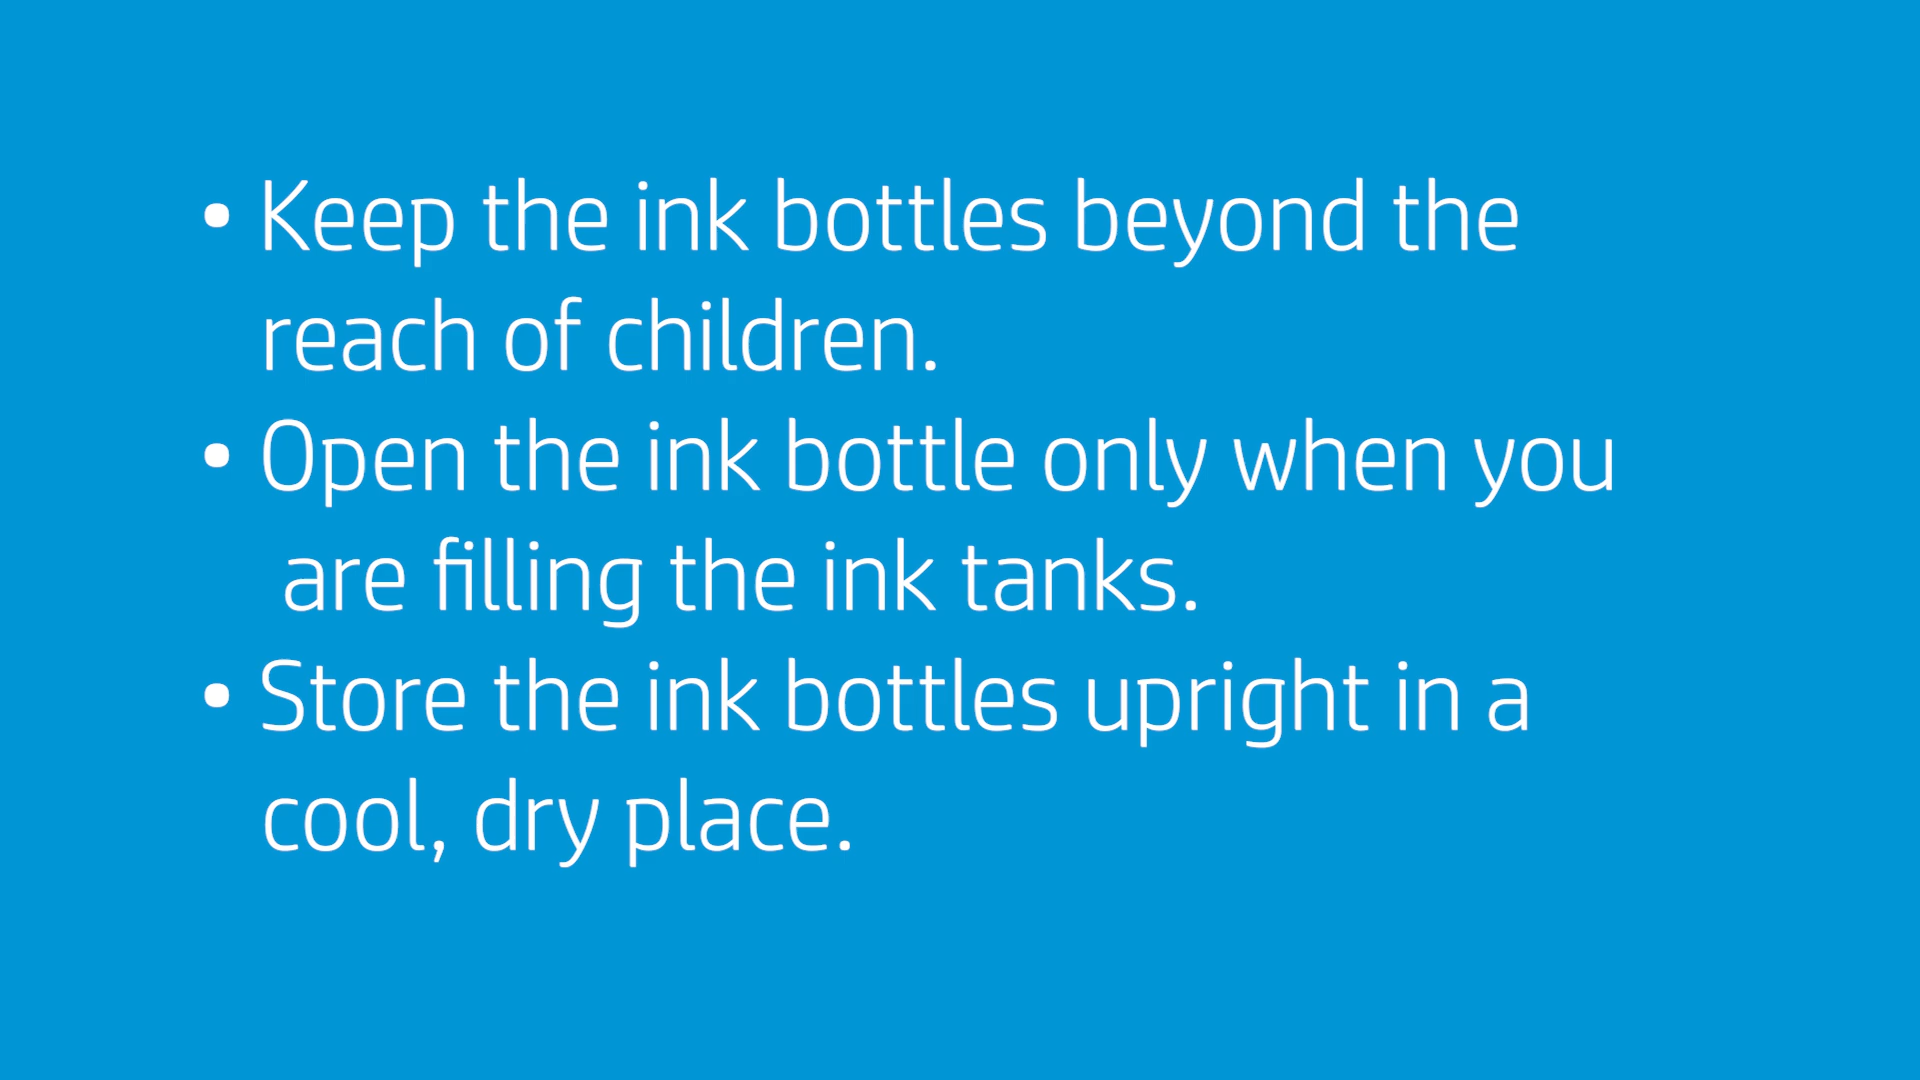 • Keep the ink bottles beyond the
reach of children.
• Open the ink bottle only when you
are filling the ink tanks.
• Store the ink bottles upright in a
cool, dry place.